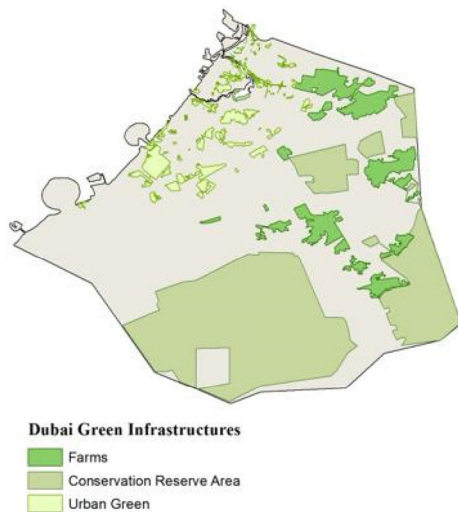 Dubai Green Infrastructures
Farms
Conservation Reserve Area
Urban Green